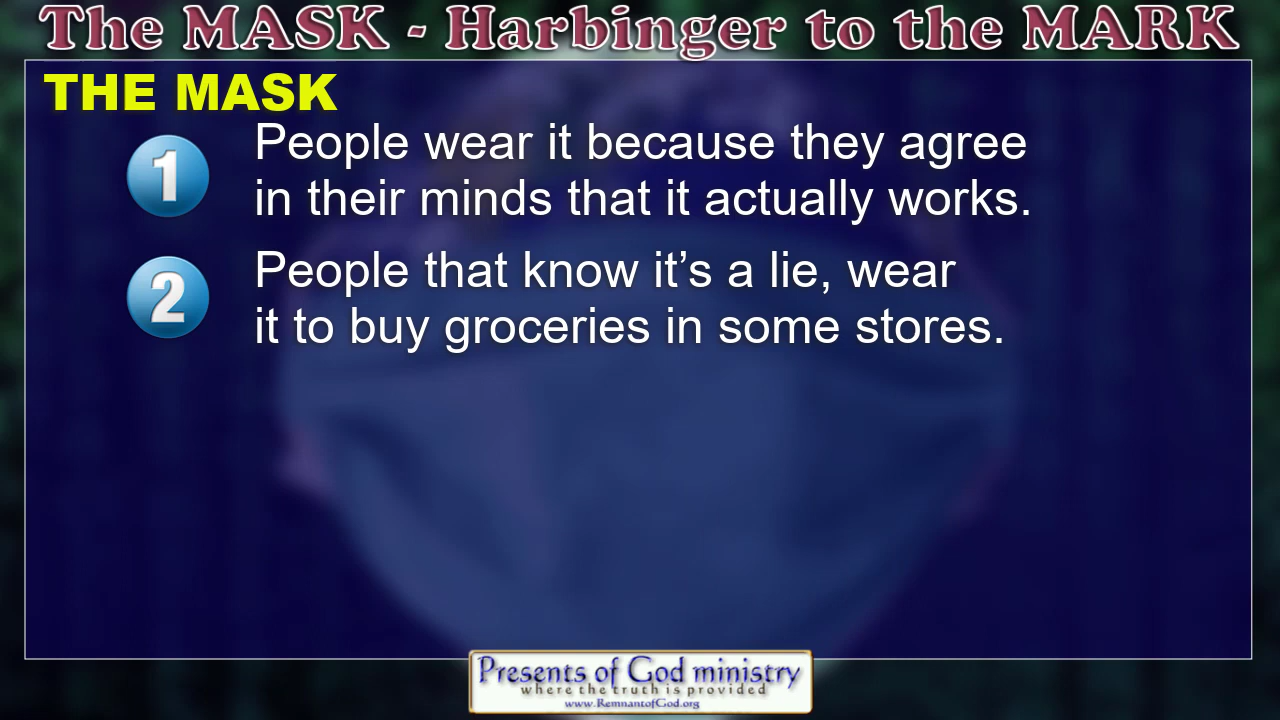 The MASK - Harbinger to the MARK
THE MASK
1 People wear it because they agree
in their minds that it actually works.
2 People that know it’s a lie, wear
it to buy groceries in some stores.
Presents of God ministry
where the truth is provided
www.RemnantofGod.org